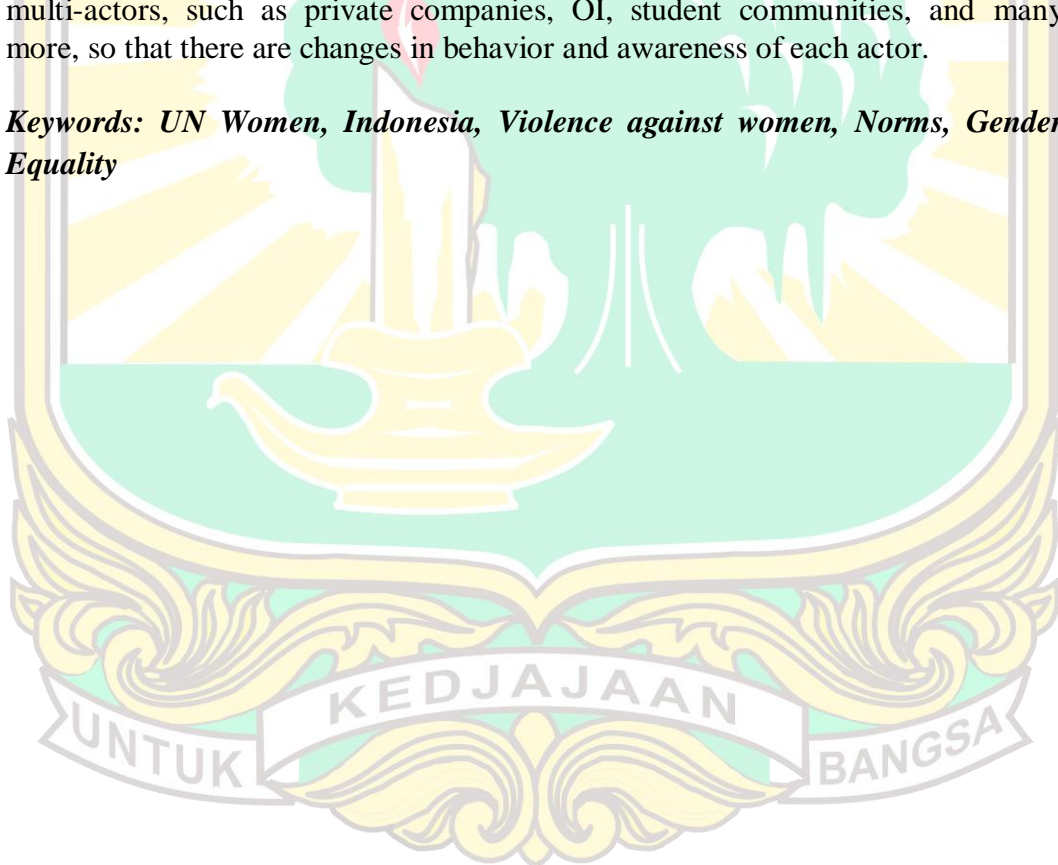 multi-actors, such as private companies, OI, student communities, and many
more, so that there are changes in behavior and awareness of each actor.
Keywords: UN Women, Indonesia, Violence against women, Norms, Gender
Equality
UNTUK KEDJAJAAN BANGSA